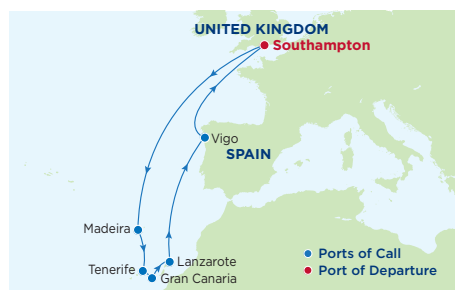 UNITED KINGDOM
Southampton
Vigo
SPAIN
Madeira
Lanzarote
Tenerife
Gran Canaria
Ports of Call
Port of Departure